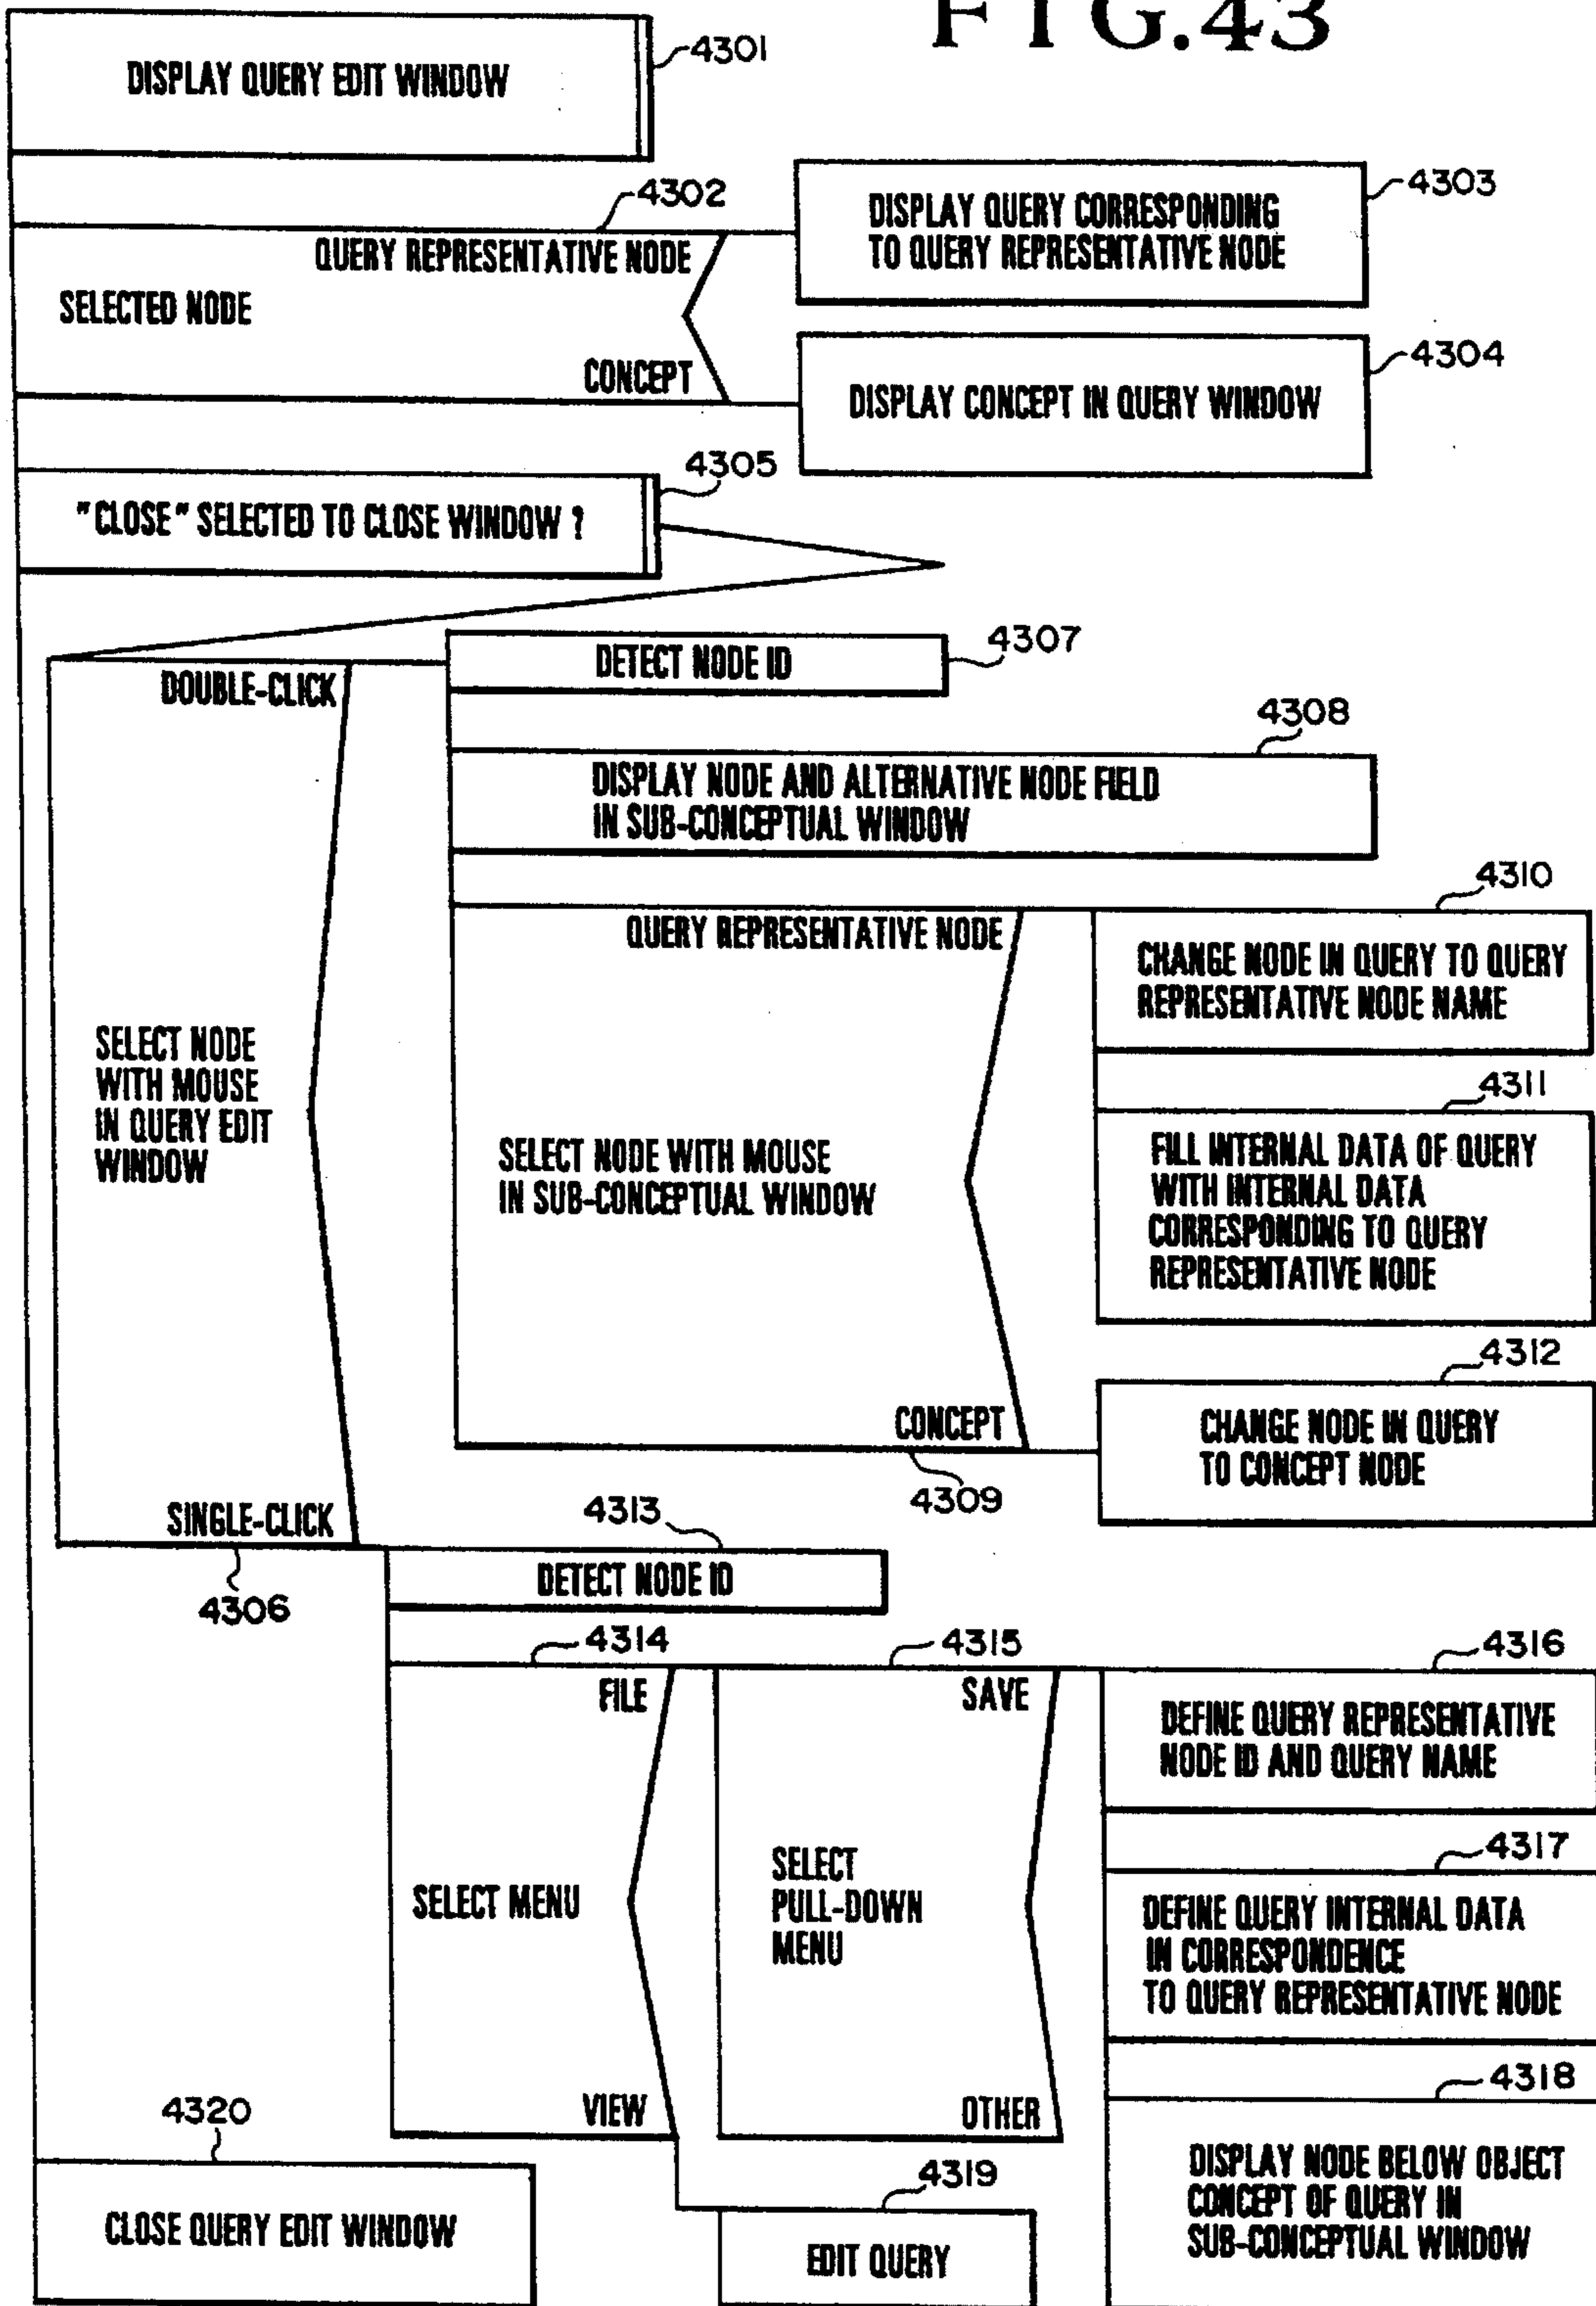 FIG.43
DISPLAY QUERY EDIT WINDOW
4301
4302
QUERY REPRESENTATIVE NODE
SELECTED NODE
CONCEPT
4303
DISPLAY QUERY CORRESPONDING
TO QUERY REPRESENTATIVE NODE
4304
DISPLAY CONCEPT IN QUERY WINDOW
4305
"CLOSE" SELECTED TO CLOSE WINDOW ?
DOUBLE-CLICK
SELECT NODE
WITH MOUSE
IN QUERY EDIT
WINDOW
SINGLE-CLICK
4306
4307
DETECT NODE ID
4308
DISPLAY NODE AND ALTERNATIVE NODE FIELD
IN SUB-CONCEPTUAL WINDOW
QUERY REPRESENTATIVE NODE
SELECT NODE WITH MOUSE
IN SUB-CONCEPTUAL WINDOW
CONCEPT
4309
4310
CHANGE NODE IN QUERY TO QUERY
REPRESENTATIVE NODE NAME
4311
FILL INTERNAL DATA OF QUERY
WITH INTERNAL DATA
CORRESPONDING TO QUERY
REPRESENTATIVE NODE
4312
CHANGE NODE IN QUERY
TO CONCEPT NODE
4313
DETECT NODE ID
4314
FILE
SELECT MENU
VIEW
4315
SAVE
SELECT
PULL-DOWN
MENU
OTHER
4316
DEFINE QUERY REPRESENTATIVE
NODE ID AND QUERY NAME
4317
DEFINE QUERY INTERNAL DATA
IN CORRESPONDENCE
TO QUERY REPRESENTATIVE NODE
4318
DISPLAY NODE BELOW OBJECT
CONCEPT OF QUERY IN
SUB-CONCEPTUAL WINDOW
4319
EDIT QUERY
4320
CLOSE QUERY EDIT WINDOW